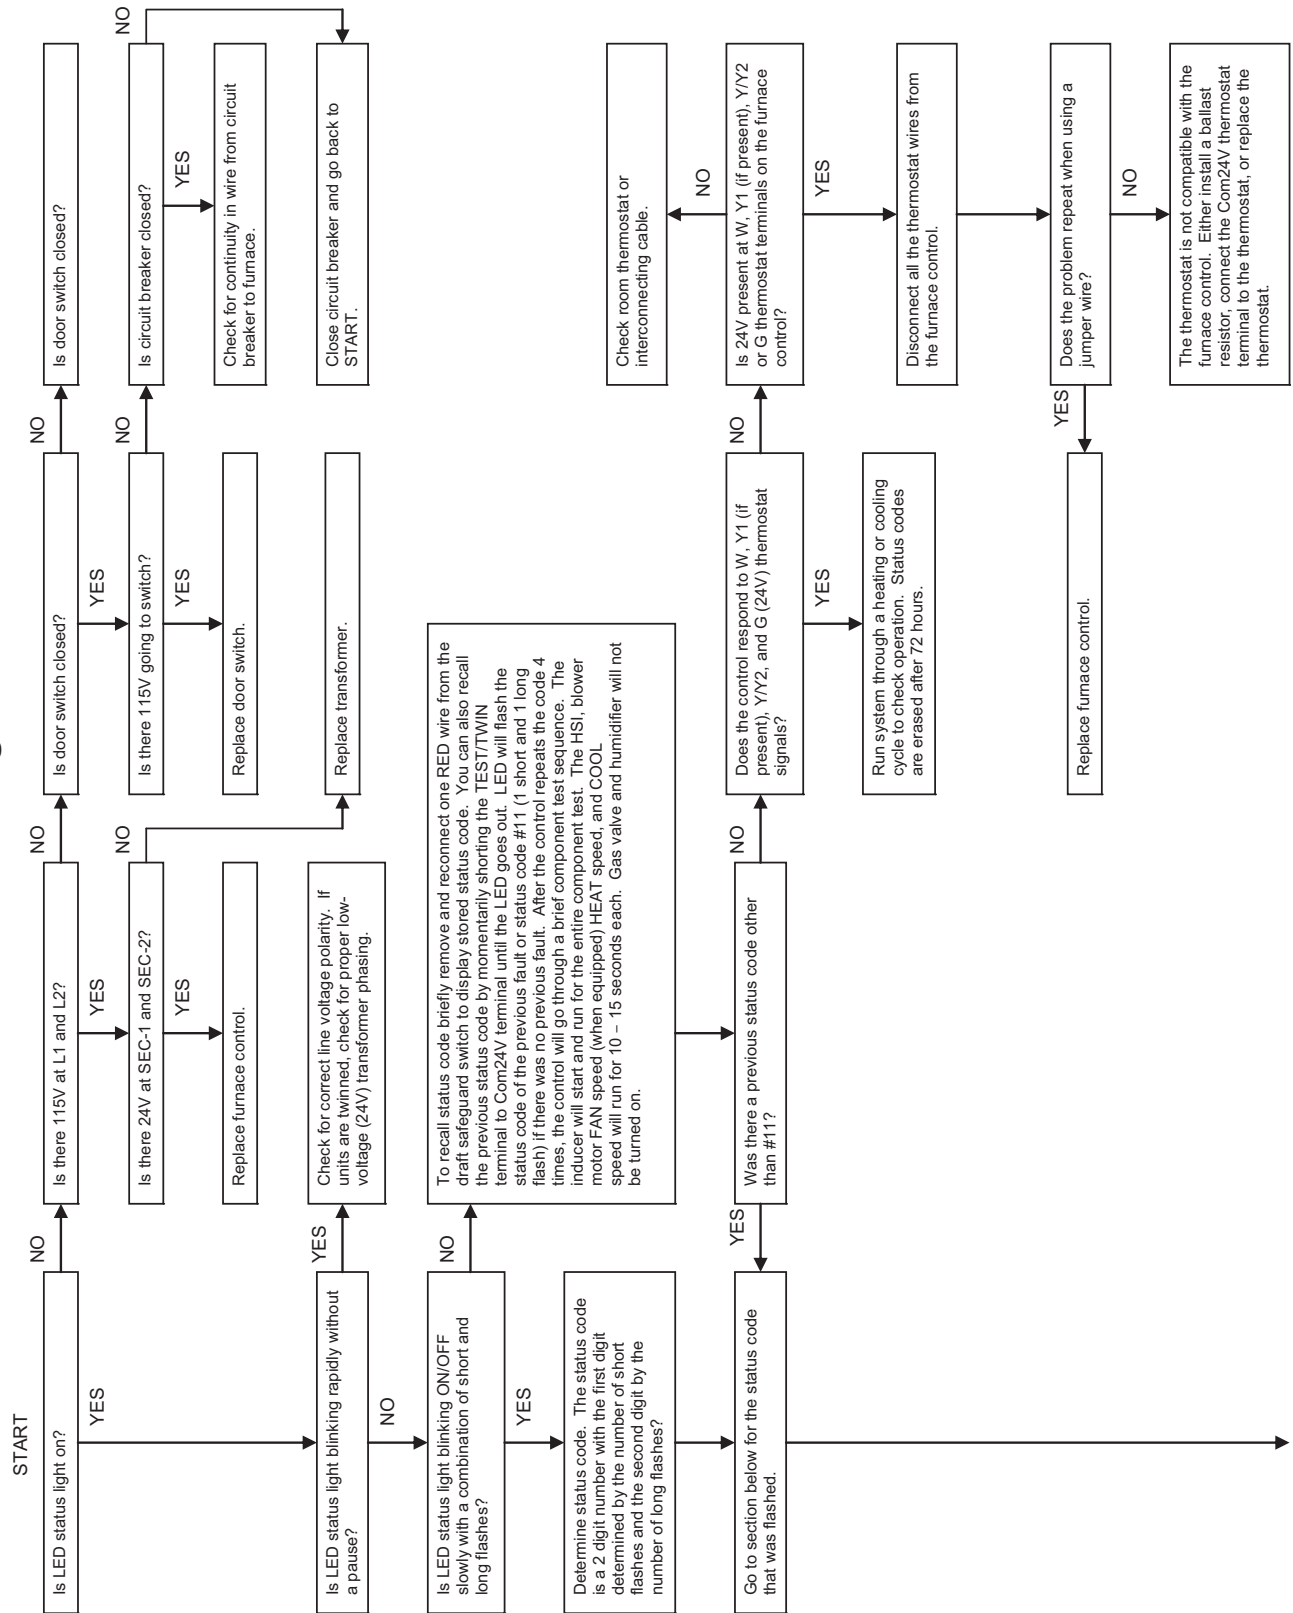 START
Is LED status light on?
NO
YES
Is there 115V at L1 and L2?
NO
YES
Is door switch closed?
NO
YES
Is door switch closed?
Is there 24V at SEC-1 and SEC-2?
NO
YES
Is there 115V going to switch?
NO
YES
Is circuit breaker closed?
NO
YES
Replace furnace control.
Replace door switch.
Check for continuity in wire from circuit
breaker to furnace.
Is LED status light blinking rapidly without
a pause?
YES
NO
Check for correct line voltage polarity. If
units are twinned, check for proper low-
voltage (24V) transformer phasing.
Replace transformer.
Close circuit breaker and go back to
START.
Is LED status light blinking ON/OFF
slowly with a combination of short and
long flashes?
NO
YES
To recall status code briefly remove and reconnect one RED wire from the
draft safeguard switch to display stored status code. You can also recall
the previous status code by momentarily shorting the TEST/TWIN
terminal to Com24V terminal until the LED goes out. LED will flash the
status code of the previous fault or status code #11 (1 short and 1 long
flash) if there was no previous fault. After the control repeats the code 4
times, the control will go through a brief component test sequence. The
inducer will start and run for the entire component test. The HSI, blower
motor FAN speed (when equipped) HEAT speed, and COOL
speed will run for 10 – 15 seconds each. Gas valve and humidifier will not
be turned on.
Determine status code. The status code
is a 2 digit number with the first digit
determined by the number of short
flashes and the second digit by the
number of long flashes?
Check room thermostat or
interconnecting cable.
NO
Go to section below for the status code
that was flashed.
YES
Was there a previous status code other
than #11?
NO
Does the control respond to W, Y1 (if
present), Y/Y2, and G (24V) thermostat
signals?
NO
YES
Is 24V present at W, Y1 (if present), Y/Y2
or G thermostat terminals on the furnace
control?
YES
Run system through a heating or cooling
cycle to check operation. Status codes
are erased after 72 hours.
Disconnect all the thermostat wires from
the furnace control.
Replace furnace control.
YES
Does the problem repeat when using a
jumper wire?
NO
The thermostat is not compatible with the
furnace control. Either install a ballast
resistor, connect the Com24V thermostat
terminal to the thermostat, or replace the
thermostat.